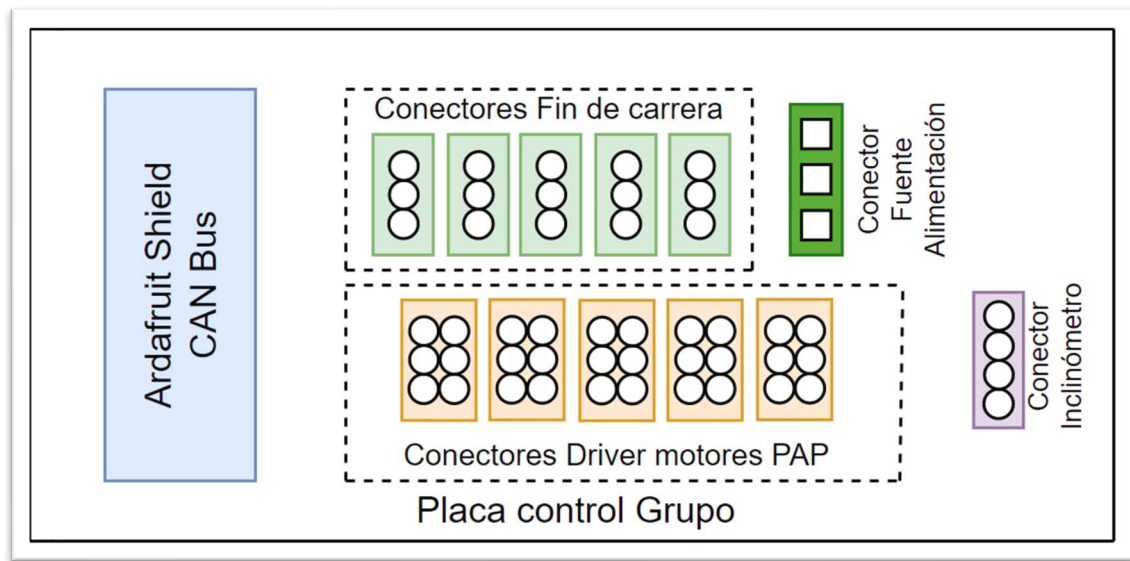 Ardafruit Shield
CAN Bus
Conectores Fin de carrera
Conector
Fuente
Alimentación
Conector
Inclinómétro
Conectores Driver motores PAP
Placa control Grupo